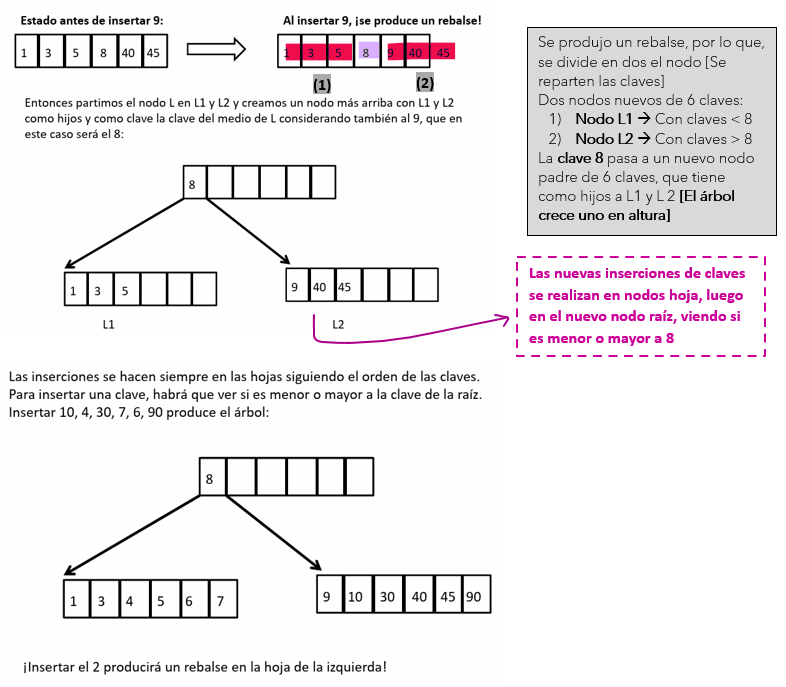 Estado antes de insertar 9:
1 3 5 8 40 45
Al insertar 9, ¡se produce un rebalse!
1 3 5 8 9 40 45
(1) (2)
Entonces partimos el nodo L en L1 y L2 y creamos un nodo más arriba con L1 y L2
como hijos y como clave la clave del medio de L considerando también al 9, que en
este caso será el 8:
8
1 3 5
9 40 45
L1
L2
Se produjo un rebalse, por lo que,
se divide en dos el nodo [Se
reparten las claves]
Dos nodos nuevos de 6 claves:
1) Nodo L1 → Con claves < 8
2) Nodo L2 → Con claves > 8
La clave 8 pasa a un nuevo nodo
padre de 6 claves, que tiene
como hijos a L1 y L 2 [El árbol
crece uno en altura]
Las nuevas inserciones de claves
se realizan en nodos hoja, luego
en el nuevo nodo raíz, viendo si
es menor o mayor a 8
Las inserciones se hacen siempre en las hojas siguiendo el orden de las claves.
Para insertar una clave, habrá que ver si es menor o mayor a la clave de la raíz.
Insertar 10, 4, 30, 7, 6, 90 produce el árbol:
8
1 3 4 5 6 7
9 10 30 40 45 90
¡Insertar el 2 producirá un rebalse en la hoja de la izquierda!